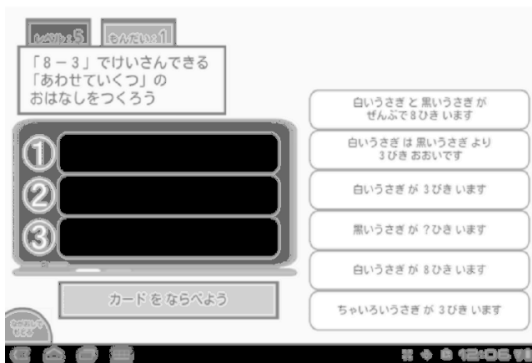 レベル：5
もんだい：1
「8－3」でけいさんできる
「あわせていくつ」の
おはなしをつくろう
①
②
③
カード を ならべよう
白いうさぎ と 黒いうさぎ が
ぜんぶで 8ひき います
白いうさぎ は 黒いうさぎ より
3びき おおいです
白いうさぎ が 3びき います
黒いうさぎ が ？ひき います
白いうさぎ が 8ひき います
ちゃいろいうさぎ が 3びき います
12:06